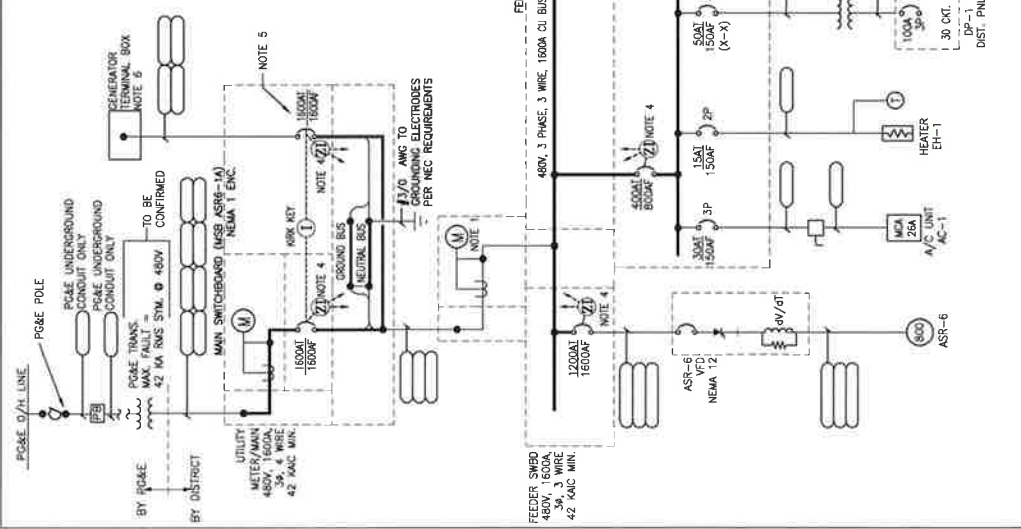 PG&E O/H LINE
PG&E POLE
PG&E UNDERGROUND
CONDUIT ONLY
PG&E UNDERGROUND
CONDUIT ONLY
PB
PG&E TRANS.
MAX. FAULT =
42 KA RMS SYM. @ 480V
TO BE
CONFIRMED
BY PG&E
BY DISTRICT
MAIN SWITCHBOARD (MSB ASR6-1A)
NEMA 1 ENC.
UTILITY
METER/MAIN
480V, 1600A,
3Ø, 4 WIRE
42 KAIC MIN.
M
1600AT
1600AF
ZI
NOTE 4
KIRK KEY
I
GROUND BUS
NEUTRAL BUS
GENERATOR
TERMINAL BOX
NOTE 6
NOTE 5
1600AT
1600AF
ZI
NOTE 4
#3/0 AWG TO
GROUNDING ELECTRODES
PER NEC REQUIREMENTS
M
NOTE 1
FEEDER SWBD
480V, 1600A,
3Ø, 3 WIRE
42 KAIC MIN.
480V, 3 PHASE, 3 WIRE, 1600A CU BUS
1200AT
1600AF
ZI
NOTE 4
ASR-6
VFD
NEMA 12
dV/dT
800
ASR-6
400AT
800AF
ZI
NOTE 4
30AT
150AF
3P
MCA
26A
A/C UNIT
AC-1
15AT
150AF
2P
T
HEATER
EH-1
50AT
150AF
(X-X)
100A
3P
30 CKT.
DP-1
DIST. PNL